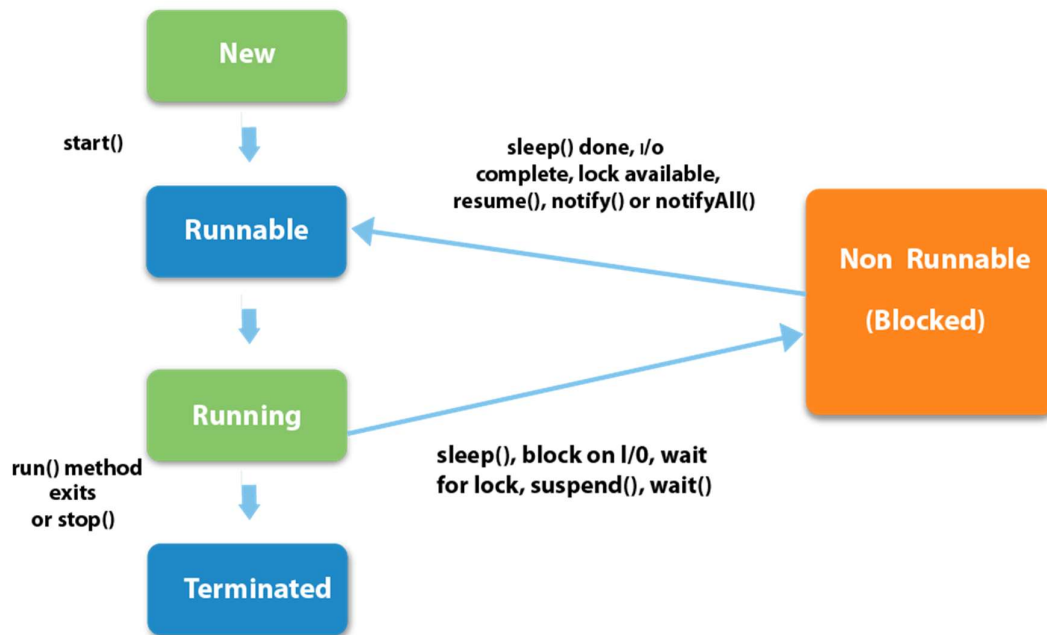 New
start()
sleep() done, I/o
complete, lock available,
resume(), notify() or notifyAll()
Runnable
Non Runnable
(Blocked)
Running
run() method
exits
or stop()
sleep(), block on I/0, wait
for lock, suspend(), wait()
Terminated